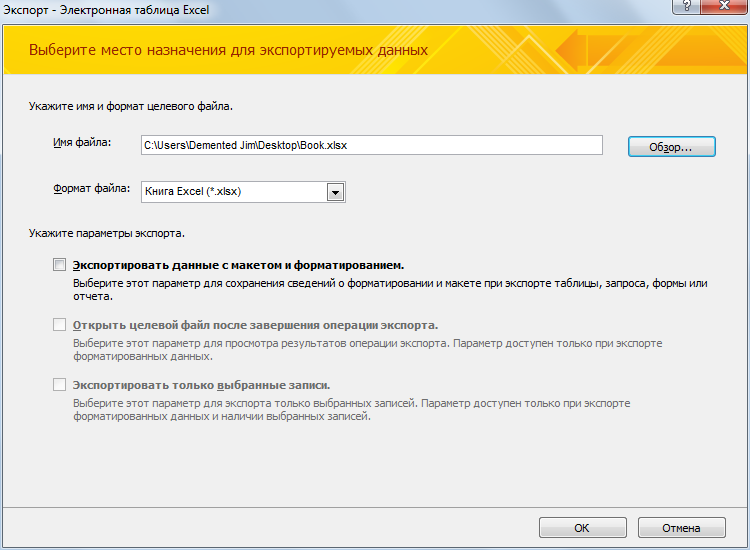 Экспорт - Электронная таблица Excel
Выберите место назначения для экспортируемых данных
Укажите имя и формат целевого файла.
Имя файла:
C:\Users\Demented Jim\Desktop\Book.xlsx
Обзор...
Формат файла:
Книга Excel (*.xlsx)
Укажите параметры экспорта.
Экспортировать данные с макетом и форматированием.
Выберите этот параметр для сохранения сведений о форматировании и макете при экспорте таблицы, запроса, формы или
отчета.
Открыть целевой файл после завершения операции экспорта.
Выберите этот параметр для просмотра результатов операции экспорта. Параметр доступен только при экспорте
форматированных данных.
Экспортировать только выбранные записи.
Выберите этот параметр для экспорта только выбранных записей. Параметр доступен только при экспорте
форматированных данных и наличии выбранных записей.
ОК
Отмена